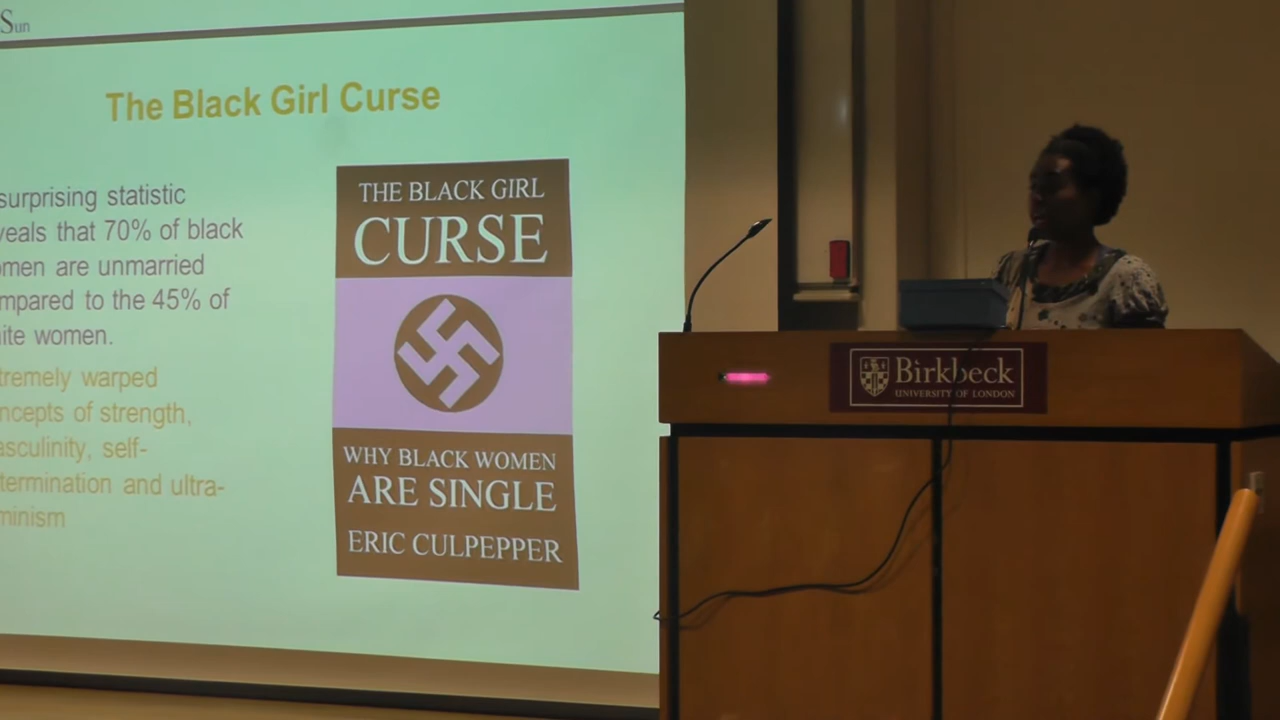 Sun
The Black Girl Curse
surprising statistic
veals that 70% of black
men are unmarried
mpared to the 45% of
ite women.
tremely warped
ncepts of strength,
asculinity, self-
termination and ultra-
minism
THE BLACK GIRL
CURSE
WHY BLACK WOMEN
ARE SINGLE
ERIC CULPEPPER
Birkbeck
UNIVERSITY OF LONDON